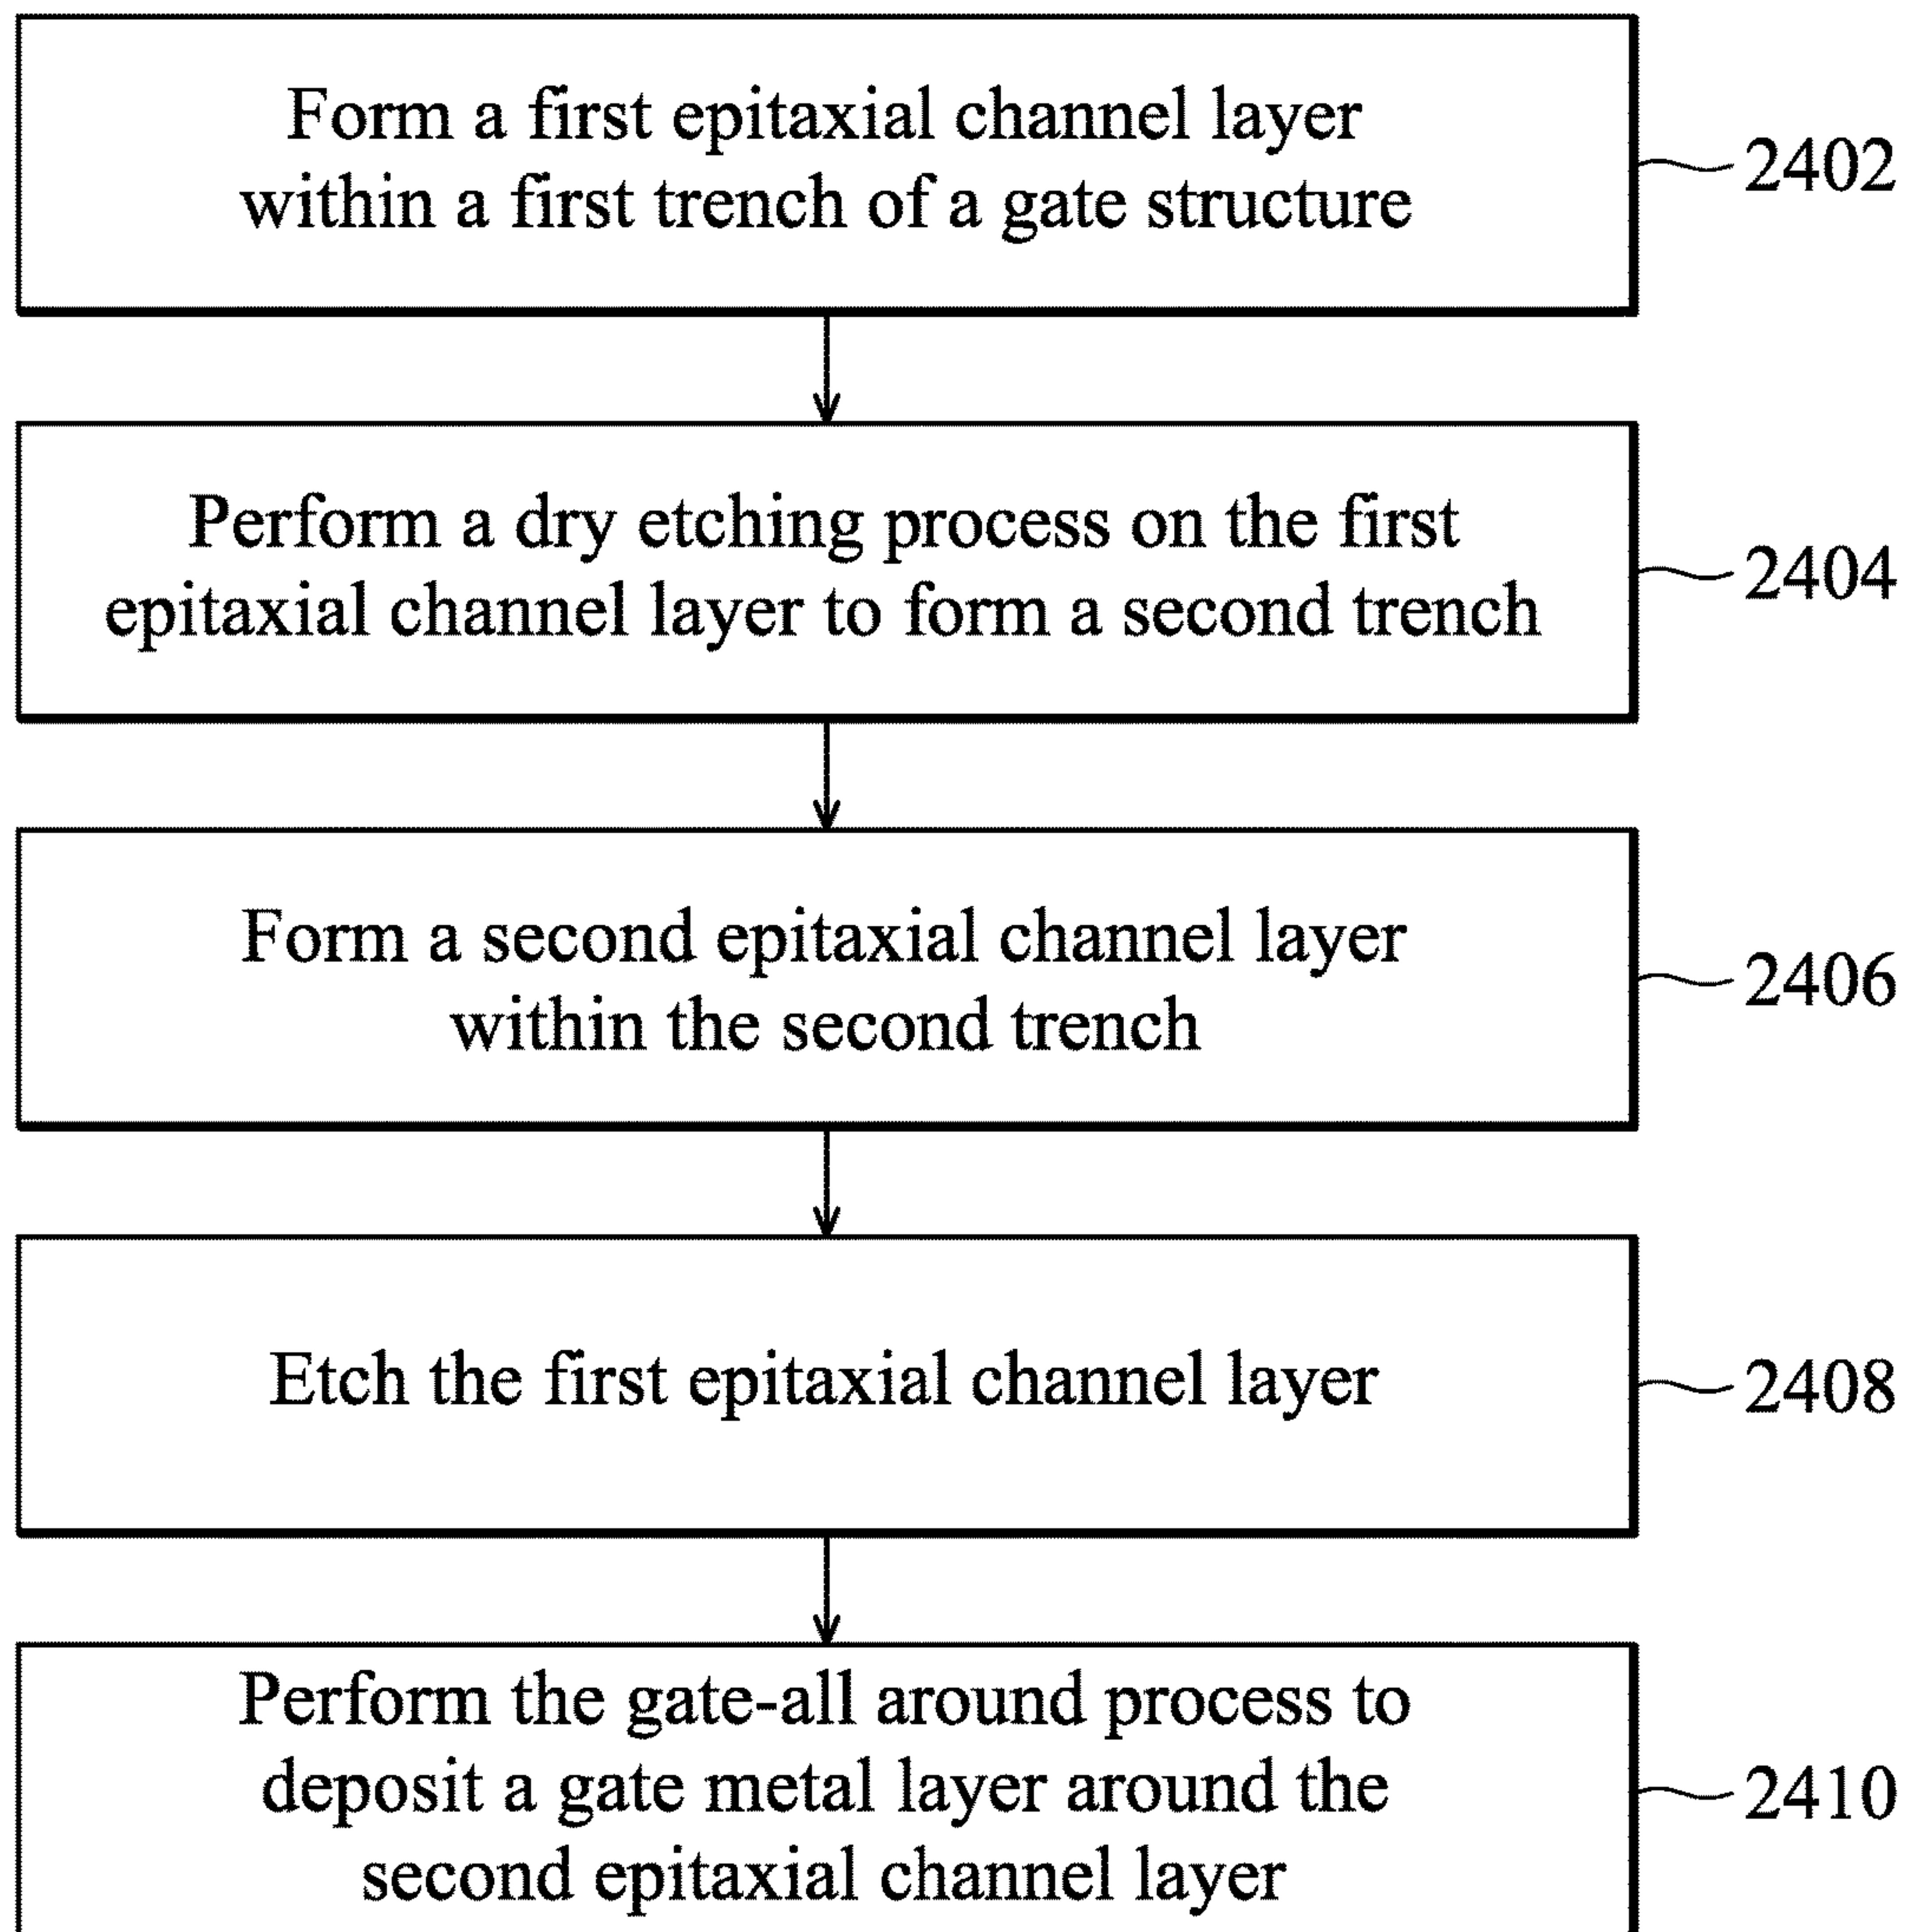 Form a first epitaxial channel layer
within a first trench of a gate structure
2402
Perform a dry etching process on the first
epitaxial channel layer to form a second trench
2404
Form a second epitaxial channel layer
within the second trench
2406
Etch the first epitaxial channel layer
2408
Perform the gate-all around process to
deposit a gate metal layer around the
second epitaxial channel layer
2410